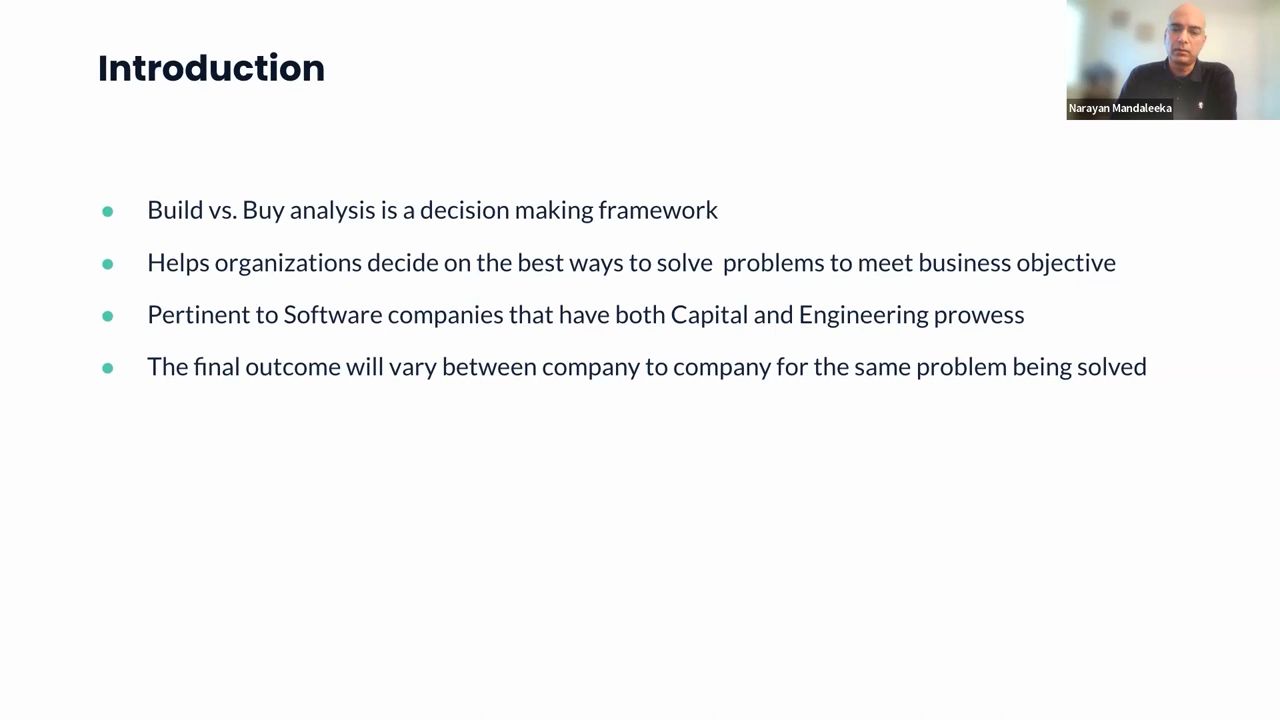 Introduction
Narayan Mandaleeka
● Build vs. Buy analysis is a decision making framework
● Helps organizations decide on the best ways to solve  problems to meet business objective
● Pertinent to Software companies that have both Capital and Engineering prowess
● The final outcome will vary between company to company for the same problem being solved